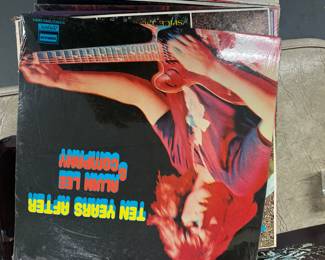 TEN YEARS AFTER
ALVIN LEE
& COMPANY